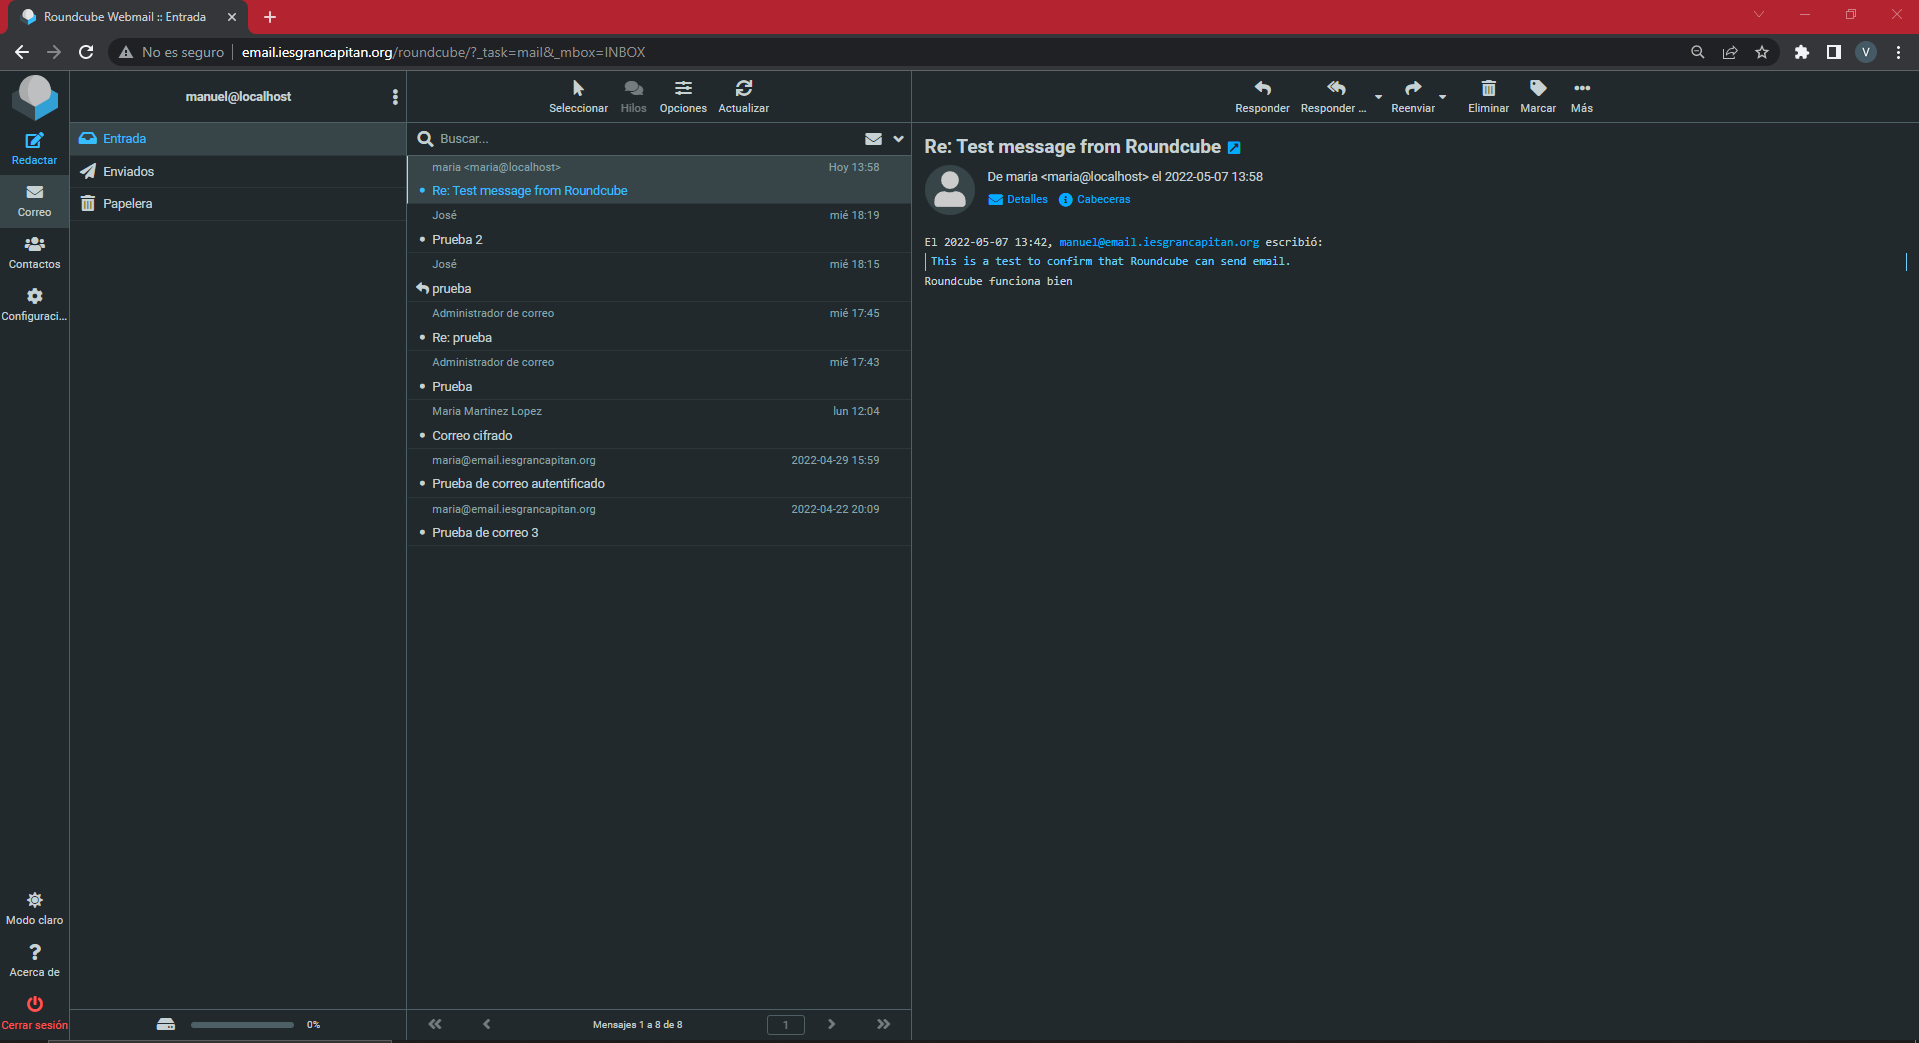 Roundcube Webmail :: Entrada
No es seguro
email.iesgrancapitan.org/roundcube/?_task=mail&_mbox=INBOX
V
Redactar
Correo
Contactos
Configuraci...
Modo claro
Acerca de
Cerrar sesión
manuel@localhost
Entrada
Enviados
Papelera
0%
Seleccionar
Hilos
Opciones
Actualizar
Buscar...
maria <maria@localhost> Hoy 13:58
Re: Test message from Roundcube
José mié 18:19
Prueba 2
José mié 18:15
prueba
Administrador de correo mié 17:45
Re: prueba
Administrador de correo mié 17:43
Prueba
Maria Martinez Lopez lun 12:04
Correo cifrado
maria@email.iesgrancapitan.org 2022-04-29 15:59
Prueba de correo autentificado
maria@email.iesgrancapitan.org 2022-04-22 20:09
Prueba de correo 3
Mensajes 1 a 8 de 8
1
Responder
Responder ...
Reenviar
Eliminar
Marcar
Más
Re: Test message from Roundcube
De maria <maria@localhost> el 2022-05-07 13:58
Detalles
Cabeceras
El 2022-05-07 13:42, manuel@email.iesgrancapitan.org escribió:
This is a test to confirm that Roundcube can send email.
Roundcube funciona bien